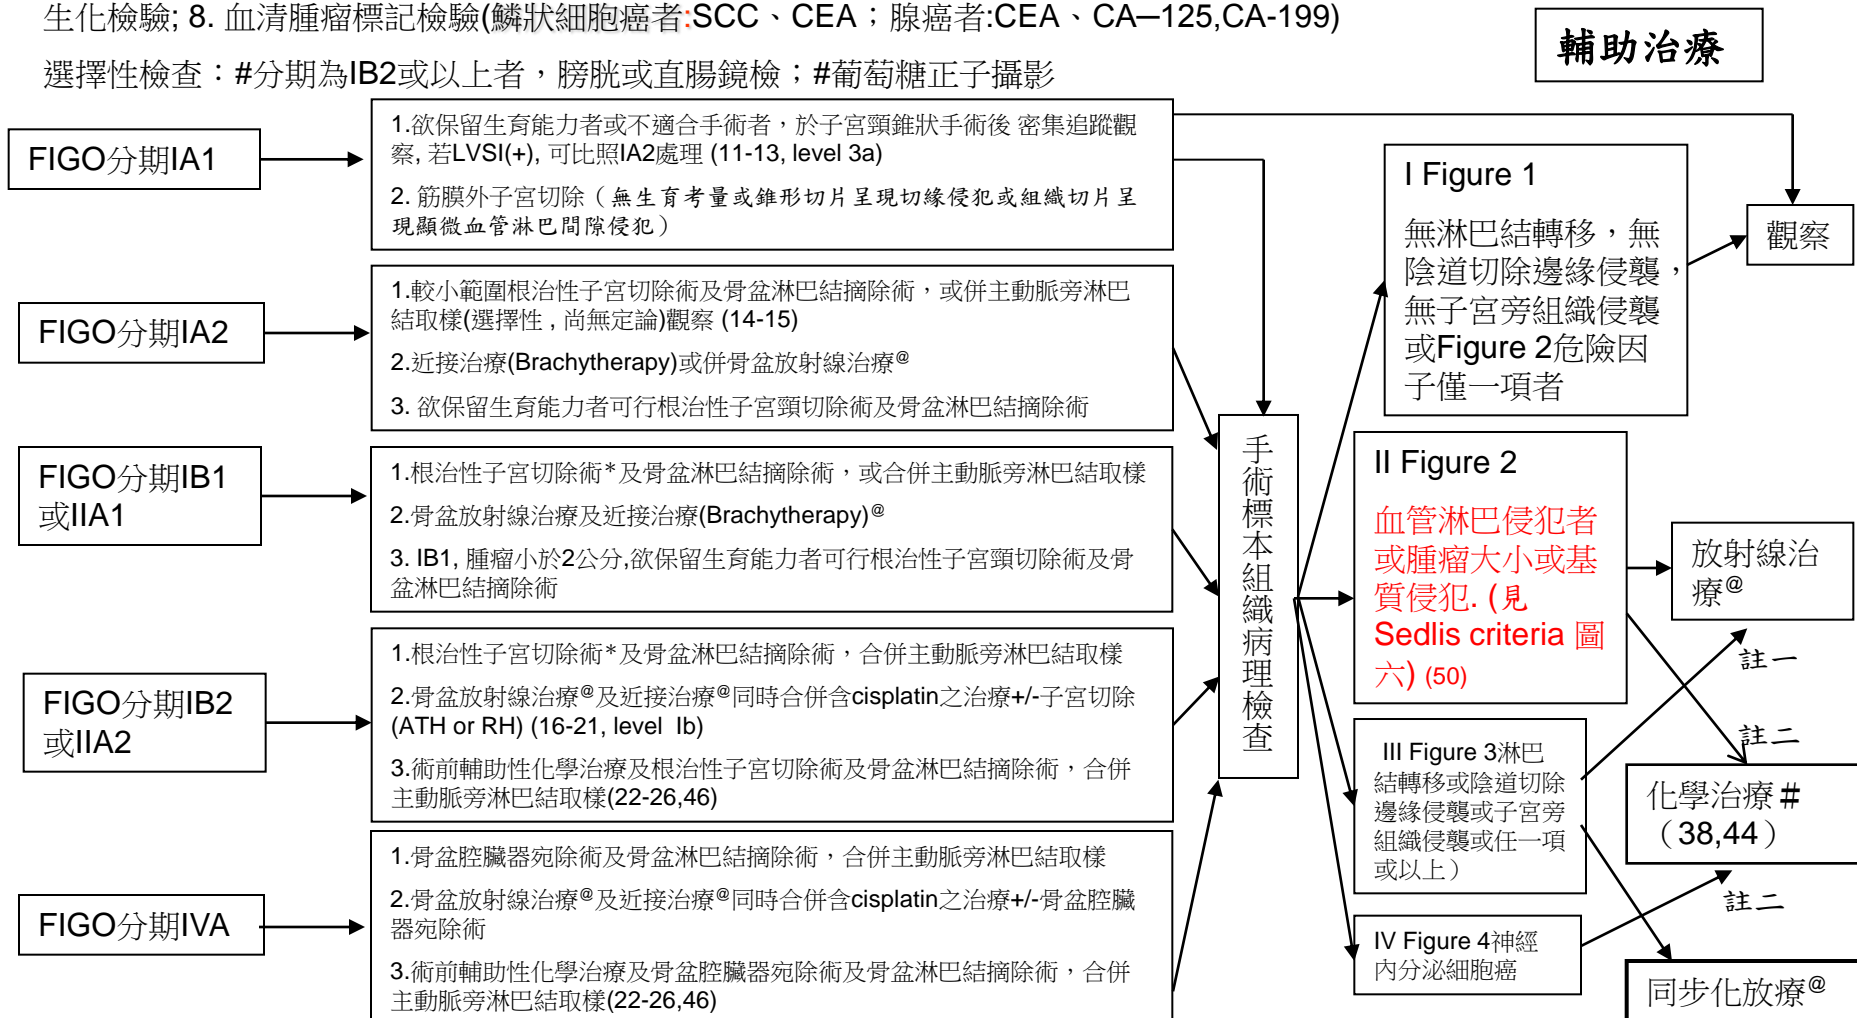 生化檢驗; 8. 血清腫瘤標記檢驗(鱗狀細胞癌者:SCC、CEA；腺癌者:CEA、CA─125,CA-199)
輔助治療
選擇性檢查：#分期為IB2或以上者，膀胱或直腸鏡檢；#葡萄糖正子攝影
FIGO分期IA1
1.欲保留生育能力者或不適合手術者，於子宮頸錐狀手術後 密集追蹤觀
察, 若LVSI(+), 可比照IA2處理 (11-13, level 3a)
2. 筋膜外子宮切除（無生育考量或錐形切片呈現切緣侵犯或組織切片呈
現顯微血管淋巴間隙侵犯）
FIGO分期IA2
1.較小範圍根治性子宮切除術及骨盆淋巴結摘除術，或併主動脈旁淋巴
結取樣(選擇性 , 尚無定論)觀察 (14-15)
2.近接治療(Brachytherapy)或併骨盆放射線治療@
3. 欲保留生育能力者可行根治性子宮頸切除術及骨盆淋巴結摘除術
FIGO分期IB1
或IIA1
1.根治性子宮切除術*及骨盆淋巴結摘除術，或合併主動脈旁淋巴結取樣
2.骨盆放射線治療及近接治療(Brachytherapy)@
3. IB1, 腫瘤小於2公分,欲保留生育能力者可行根治性子宮頸切除術及骨
盆淋巴結摘除術
FIGO分期IB2
或IIA2
1.根治性子宮切除術*及骨盆淋巴結摘除術，合併主動脈旁淋巴結取樣
2.骨盆放射線治療@及近接治療@同時合併含cisplatin之治療+/-子宮切除
(ATH or RH) (16-21, level Ib)
3.術前輔助性化學治療及根治性子宮切除術及骨盆淋巴結摘除術，合併
主動脈旁淋巴結取樣(22-26,46)
FIGO分期IVA
1.骨盆腔臟器宛除術及骨盆淋巴結摘除術，合併主動脈旁淋巴結取樣
2.骨盆放射線治療@及近接治療@同時合併含cisplatin之治療+/-骨盆腔臟
器宛除術
3.術前輔助性化學治療及骨盆腔臟器宛除術及骨盆淋巴結摘除術，合併
主動脈旁淋巴結取樣(22-26,46)
手術標本組織病理檢查
I Figure 1
無淋巴結轉移，無
陰道切除邊緣侵襲，
無子宮旁組織侵襲
或Figure 2危險因
子僅一項者
觀察
II Figure 2
血管淋巴侵犯者
或腫瘤大小或基
質侵犯. (見
Sedlis criteria 圖
六) (50)
放射線治
療@
註一
III Figure 3淋巴
結轉移或陰道切除
邊緣侵襲或子宮旁
組織侵襲或任一項
或以上）
註二
化學治療＃
（38,44）
註二
IV Figure 4神經
內分泌細胞癌
同步化放療@